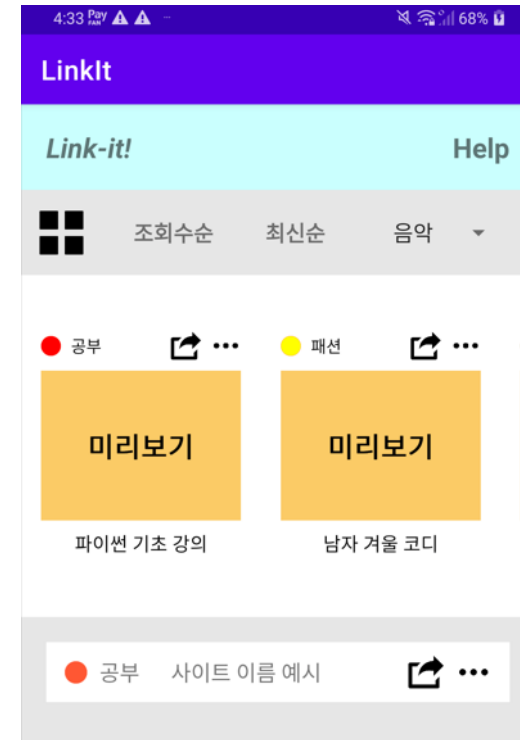 4:33 Pay 68%
LinkIt
Link-it! Help
조회수순 최신순 음악
공부 패션
미리보기 미리보기
파이썬 기초 강의 남자 겨울 코디
공부 사이트 이름 예시